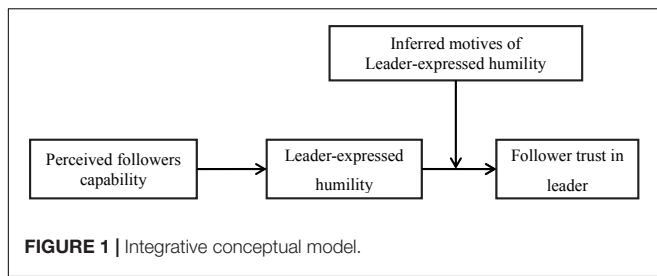 Inferred motives of
Leader-expressed humility
Perceived followers
capability
Leader-expressed
humility
Follower trust in
leader
FIGURE 1 | Integrative conceptual model.